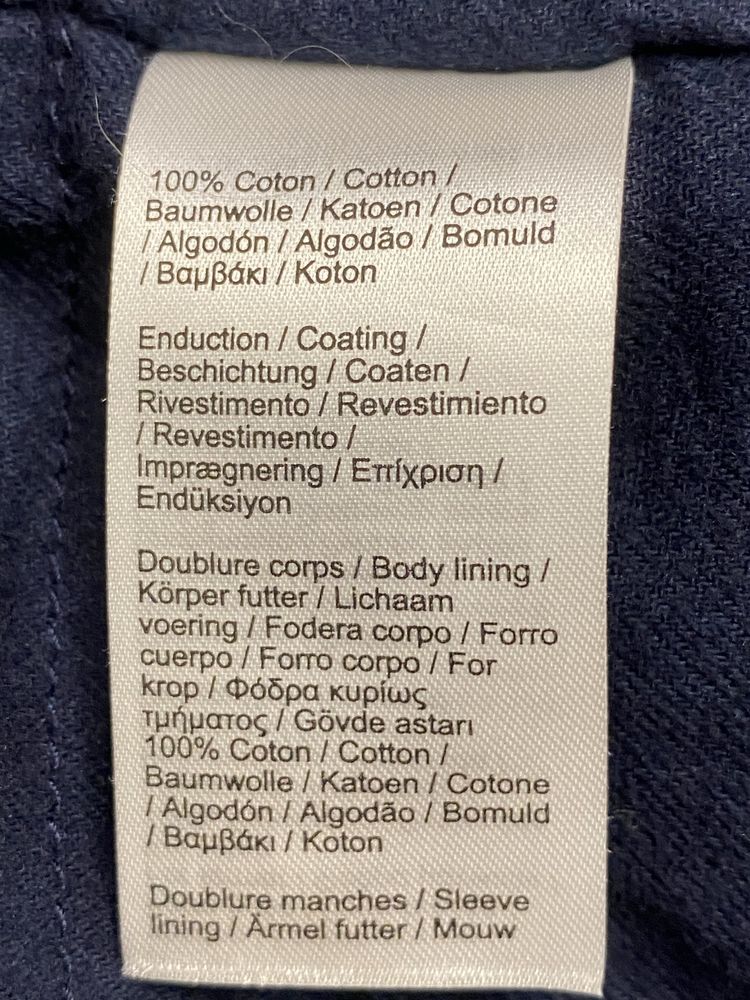 100% Coton / Cotton /
Baumwolle / Katoen / Cotone
/ Algodón / Algodão / Bomuld
/ Βαμβάκι / Koton
Enduction / Coating /
Beschichtung / Coaten /
Rivestimento / Revestimiento
/ Revestimento /
Imprægnering / Επίχριση /
Endüksiyon
Doublure corps / Body lining /
Körper futter / Lichaam
voering / Fodera corpo / Forro
cuerpo / Forro corpo / For
krop / Φόδρα κυρίως
τμήματος / Gövde astarı
100% Coton / Cotton /
Baumwolle / Katoen / Cotone
/ Algodón / Algodão / Bomuld
/ Βαμβάκι / Koton
Doublure manches / Sleeve
lining / Ärmel futter / Mouw